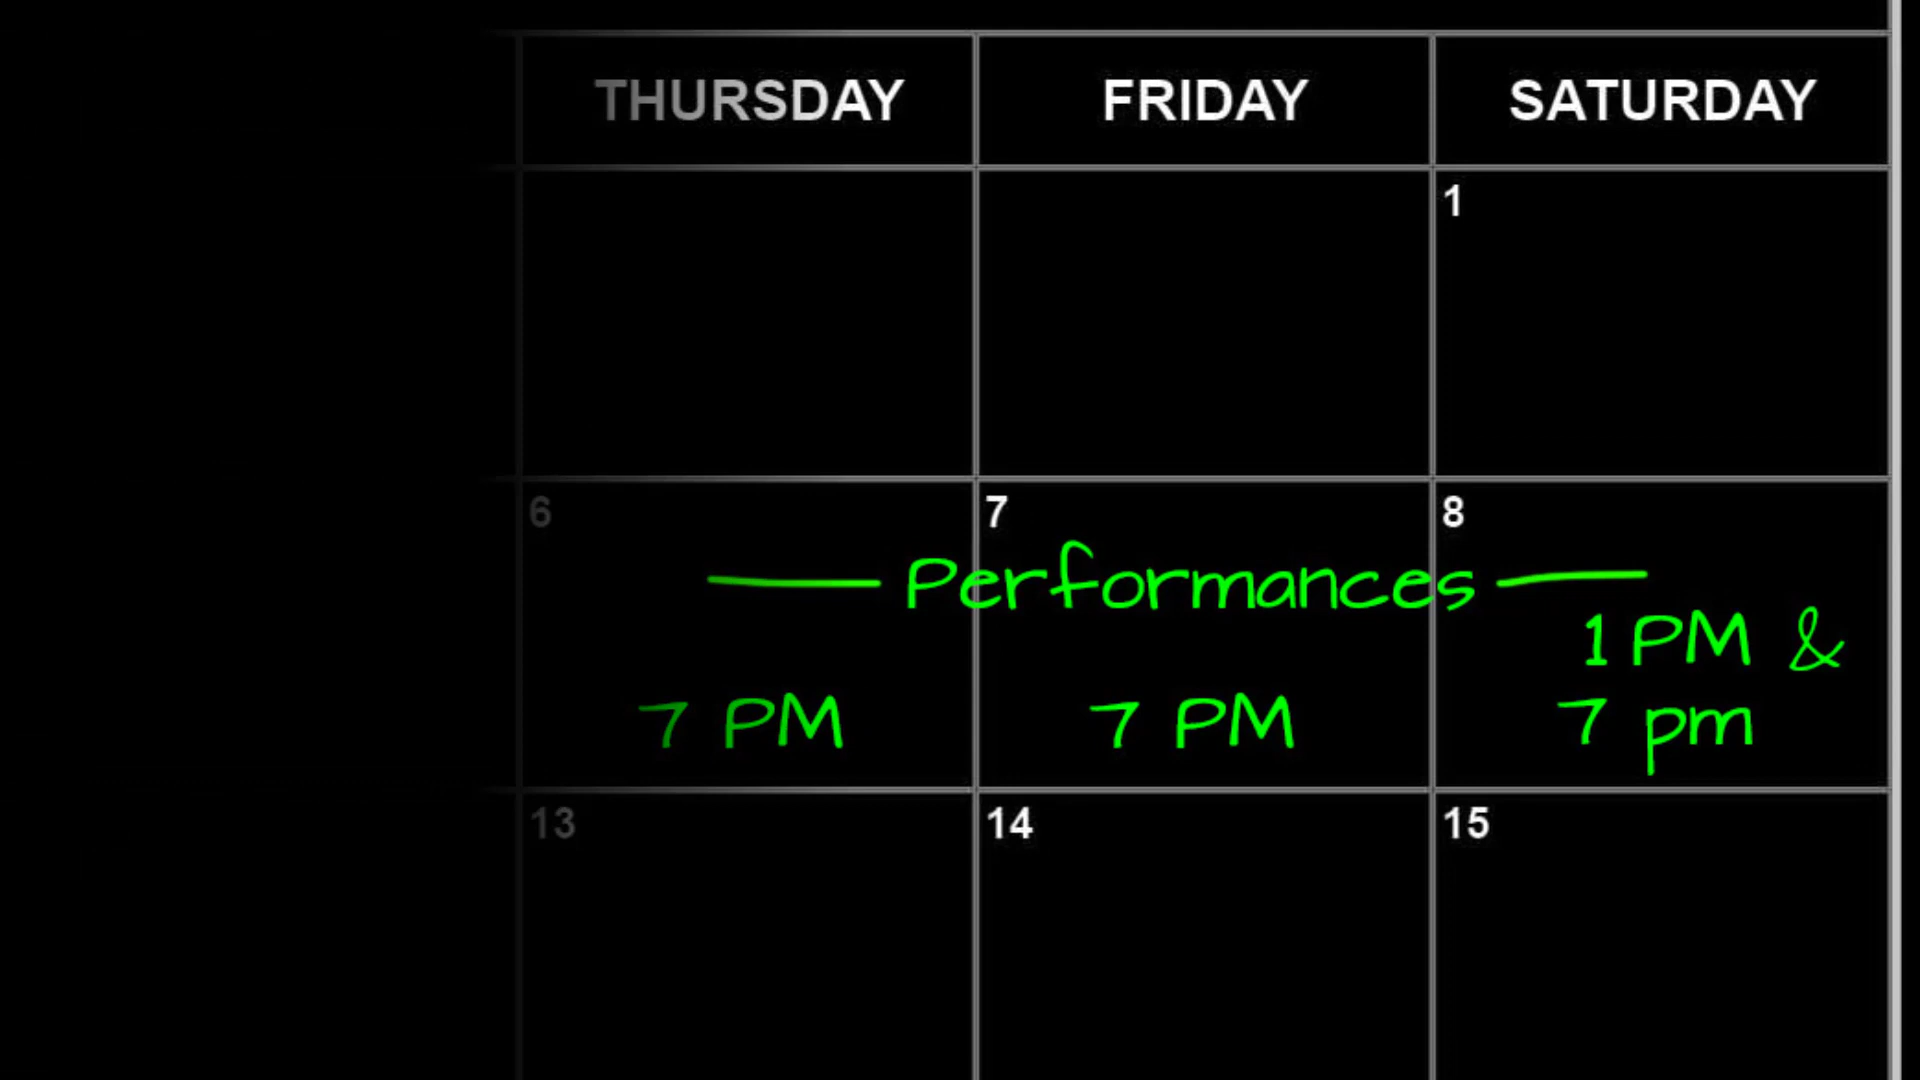 THURSDAY FRIDAY SATURDAY
1
6 7 8
— Performances —
1 PM &
7 PM 7 PM 7 pm
13 14 15